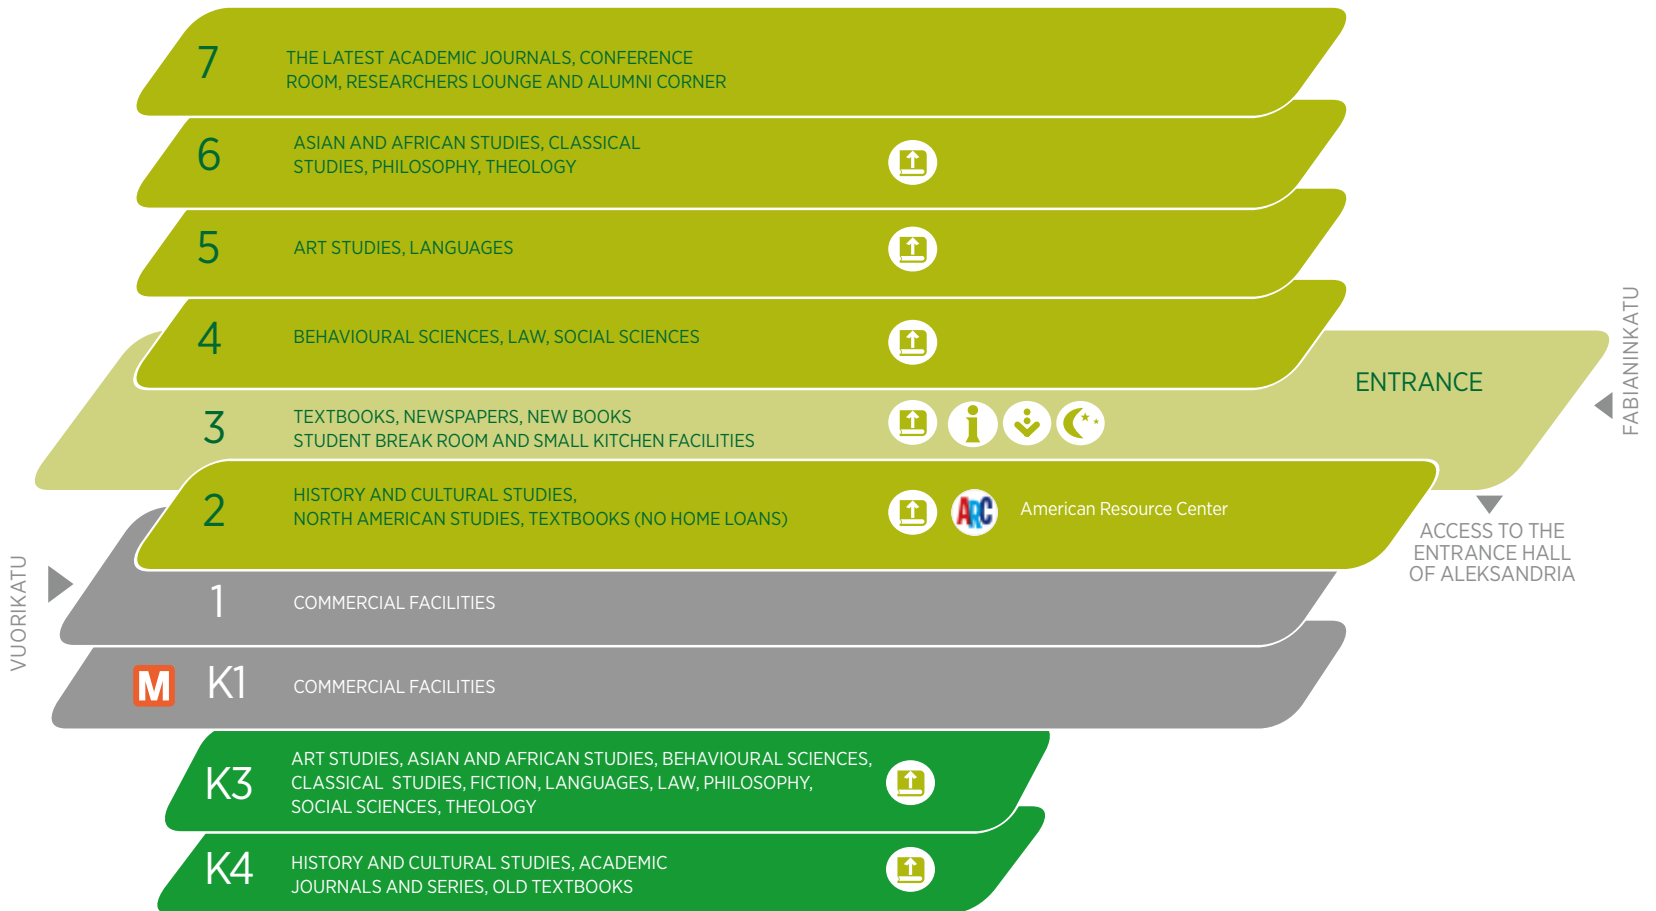 7
THE LATEST ACADEMIC JOURNALS, CONFERENCE
ROOM, RESEARCHERS LOUNGE AND ALUMNI CORNER
6
ASIAN AND AFRICAN STUDIES, CLASSICAL
STUDIES, PHILOSOPHY, THEOLOGY
5
ART STUDIES, LANGUAGES
4
BEHAVIOURAL SCIENCES, LAW, SOCIAL SCIENCES
ENTRANCE
FABIANINKATU
3
TEXTBOOKS, NEWSPAPERS, NEW BOOKS
STUDENT BREAK ROOM AND SMALL KITCHEN FACILITIES
i
2
HISTORY AND CULTURAL STUDIES,
NORTH AMERICAN STUDIES, TEXTBOOKS (NO HOME LOANS)
ARC
American Resource Center
ACCESS TO THE
ENTRANCE HALL
OF ALEKSANDRIA
VUORIKATU
1
COMMERCIAL FACILITIES
M
K1
COMMERCIAL FACILITIES
K3
ART STUDIES, ASIAN AND AFRICAN STUDIES, BEHAVIOURAL SCIENCES,
CLASSICAL STUDIES, FICTION, LANGUAGES, LAW, PHILOSOPHY,
SOCIAL SCIENCES, THEOLOGY
K4
HISTORY AND CULTURAL STUDIES, ACADEMIC
JOURNALS AND SERIES, OLD TEXTBOOKS